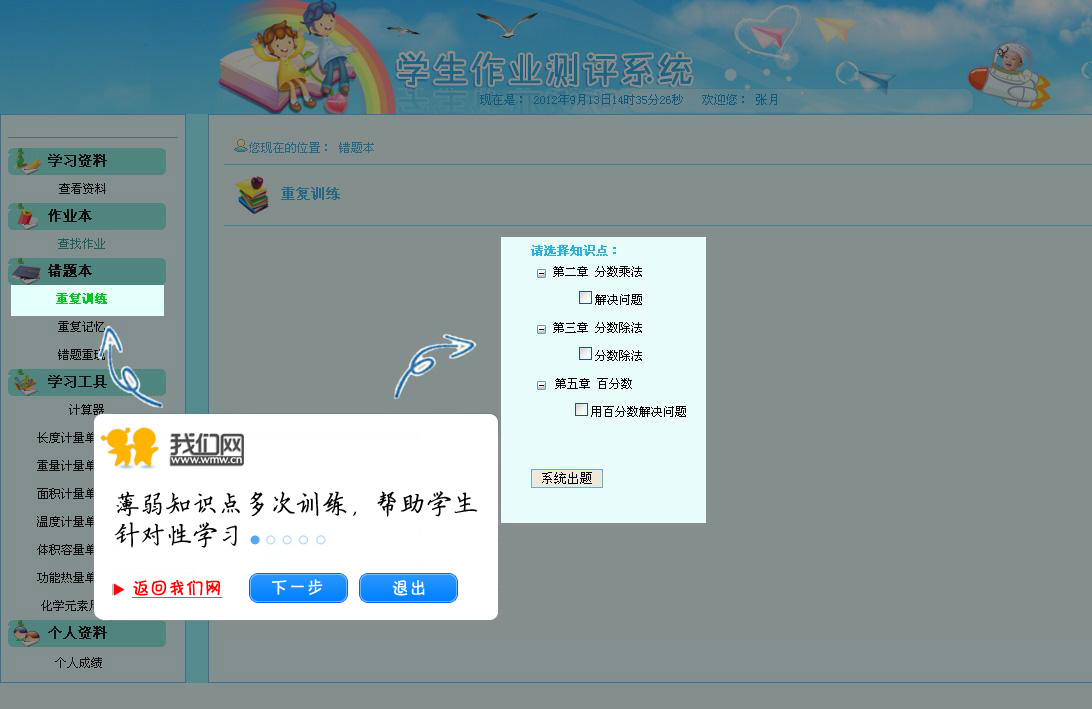 学生作业测评系统
现在是： 2012年9月13日14时35分26秒 欢迎您： 张月
您现在的位置： 错题本
重复训练
学习资料
查看资料
作业本
查找作业
错题本
重复训练
重复记忆
错题重现
学习工具
计算器
长度计量单
重量计量单
面积计量单
温度计量单
体积容量单
功能热量单
化学元素
个人资料
个人成绩
请选择知识点：
第二章 分数乘法
解决问题
第三章 分数除法
分数除法
第五章 百分数
用百分数解决问题
系统出题
我们网
www.wmw.cn
薄弱知识点多次训练，帮助学生
针对性学习
返回我们网 下一步 退出